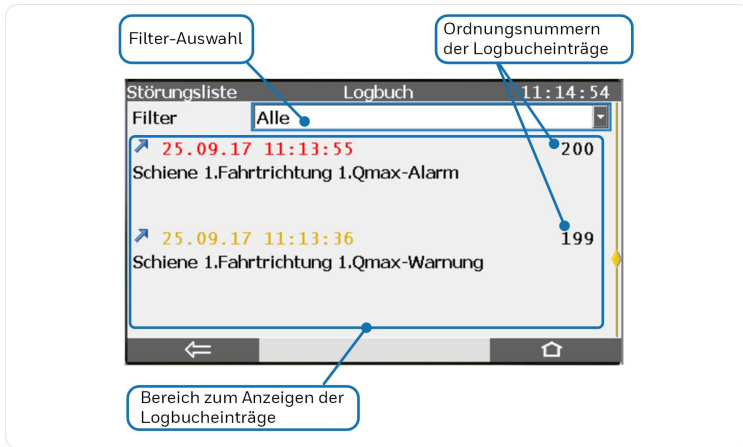 Filter-Auswahl
Ordnungsnummern
der Logbucheinträge
Störungsliste Logbuch 11:14:54
Filter Alle
25.09.17 11:13:55 200
Schiene 1.Fahrtrichtung 1.Qmax-Alarm
25.09.17 11:13:36 199
Schiene 1.Fahrtrichtung 1.Qmax-Warnung
Bereich zum Anzeigen der
Logbucheinträge